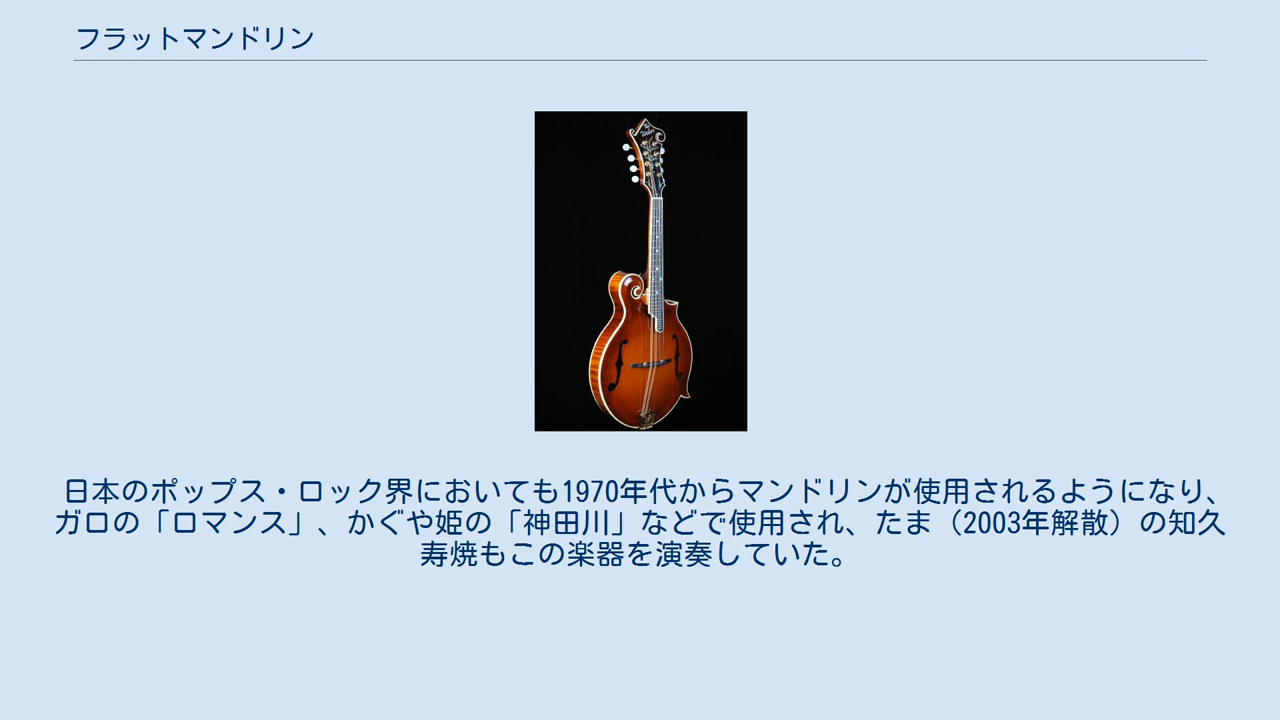 フラットマンドリン
日本のポップス・ロック界においても1970年代からマンドリンが使用されるようになり、
ガロの「ロマンス」、かぐや姫の「神田川」などで使用され、たま（2003年解散）の知久
寿焼もこの楽器を演奏していた。